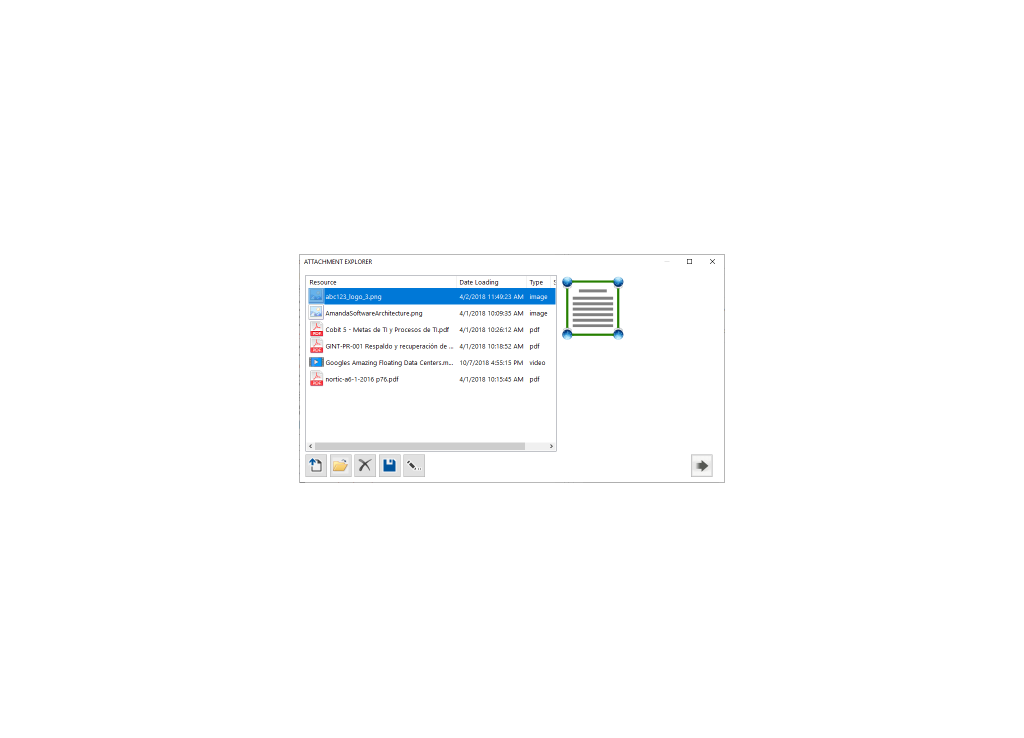 ATTACHMENT EXPLORER
Resource Date Loading Type
abc123_logo_3.png 4/2/2018 11:49:23 AM image
AmandaSoftwareArchitecture.png 4/1/2018 10:09:35 AM image
Cobit 5 - Metas de TI y Procesos de TI.pdf 4/1/2018 10:26:12 AM pdf
GINT-PR-001 Respaldo y recuperación de ... 4/1/2018 10:18:52 AM pdf
Googles Amazing Floating Data Centers.m... 10/7/2018 4:55:15 PM video
nortic-a6-1-2016 p76.pdf 4/1/2018 10:15:45 AM pdf